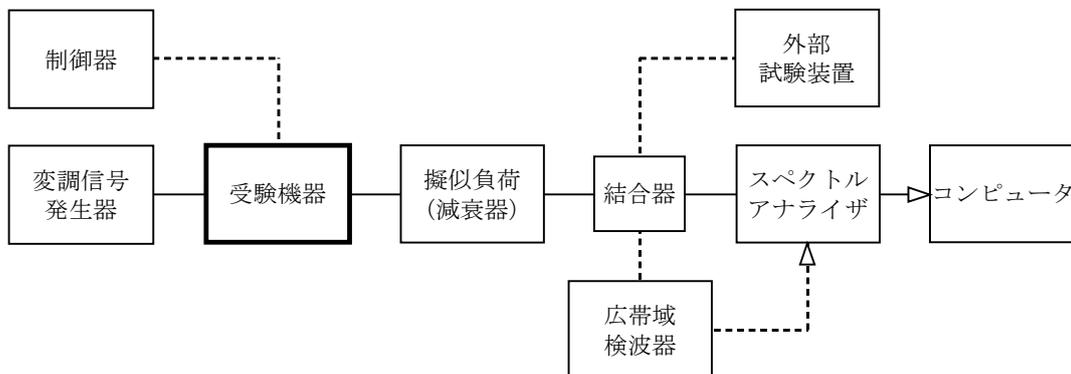 制御器
外部
試験装置
変調信号
発生器
受験機器
擬似負荷
(減衰器)
結合器
スペクトル
アナライザ
コンピュータ
広帯域
検波器